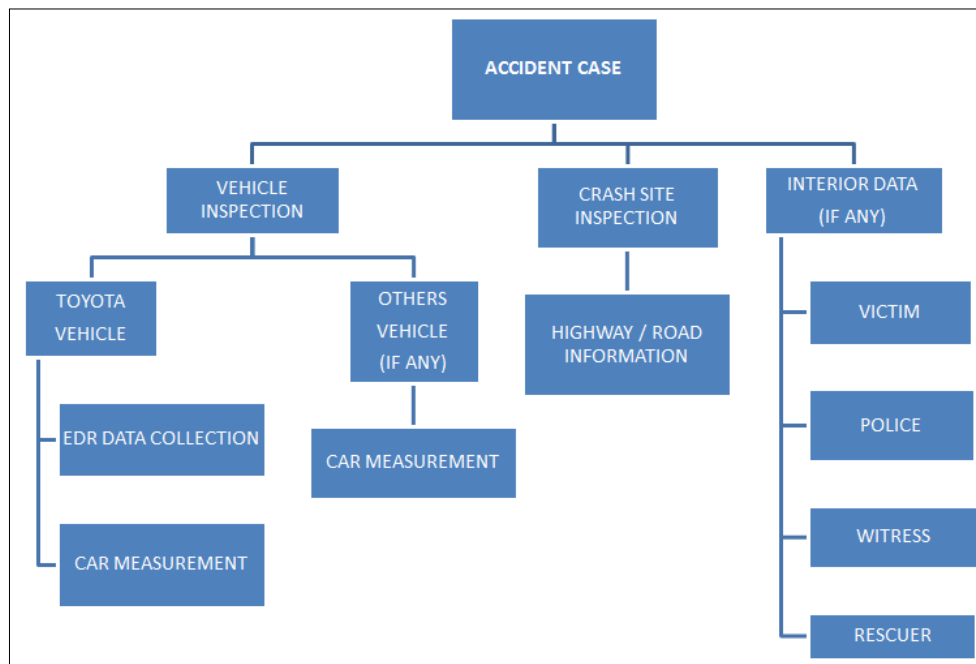 ACCIDENT CASE
VEHICLE
INSPECTION
CRASH SITE
INSPECTION
INTERIOR DATA
(IF ANY)
TOYOTA
VEHICLE
OTHERS
VEHICLE
(IF ANY)
HIGHWAY / ROAD
INFORMATION
VICTIM
EDR DATA COLLECTION
CAR MEASUREMENT
POLICE
CAR MEASUREMENT
WITRESS
RESCUER